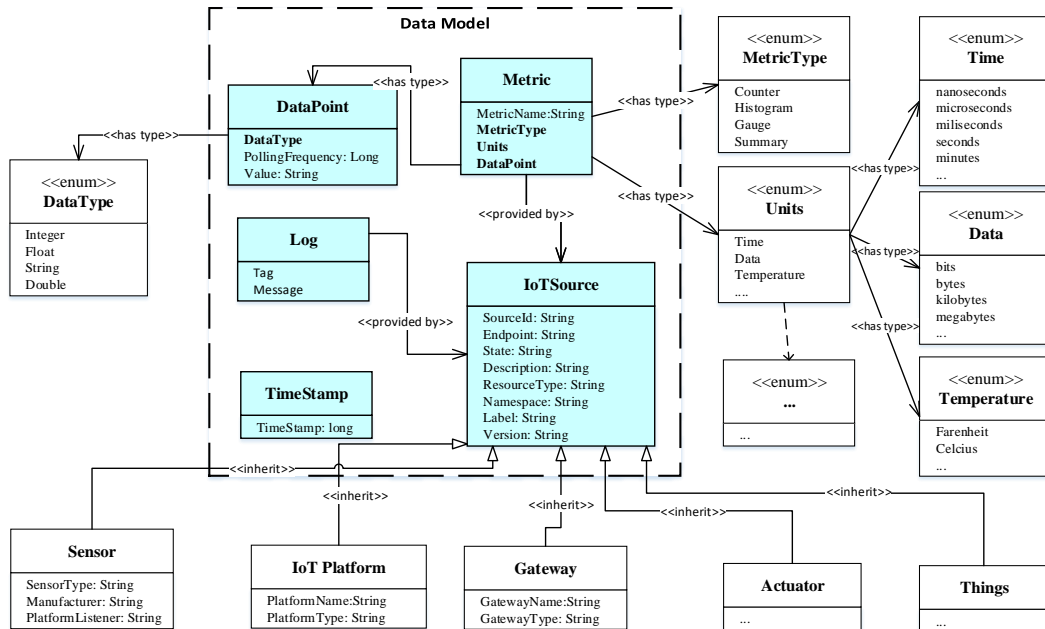 Data Model
DataPoint
DataType
PollingFrequency: Long
Value: String
<<has type>>
Metric
MetricName:String
MetricType
Units
DataPoint
<<has type>>
<<enum>>
MetricType
Counter
Histogram
Gauge
Summary
<<enum>>
Time
nanoseconds
microseconds
miliseconds
seconds
minutes
...
<<has type>>
<<enum>>
DataType
Integer
Float
String
Double
<<has type>>
<<enum>>
Units
Time
Data
Temperature
....
<<has type>>
<<has type>>
<<has type>>
<<enum>>
Data
bits
bytes
kilobytes
megabytes
...
<<provided by>>
Log
Tag
Message
<<provided by>>
IoTSource
SourceId: String
Endpoint: String
State: String
Description: String
ResourceType: String
Namespace: String
Label: String
Version: String
<<enum>>
...
...
<<enum>>
Temperature
Farenheit
Celcius
...
TimeStamp
TimeStamp: long
<<inherit>>
<<inherit>>
<<inherit>>
<<inherit>>
<<inherit>>
Sensor
SensorType: String
Manufacturer: String
PlatformListener: String
IoT Platform
PlatformName:String
PlatformType: String
Gateway
GatewayName:String
GatewayType: String
Actuator
...
Things
...